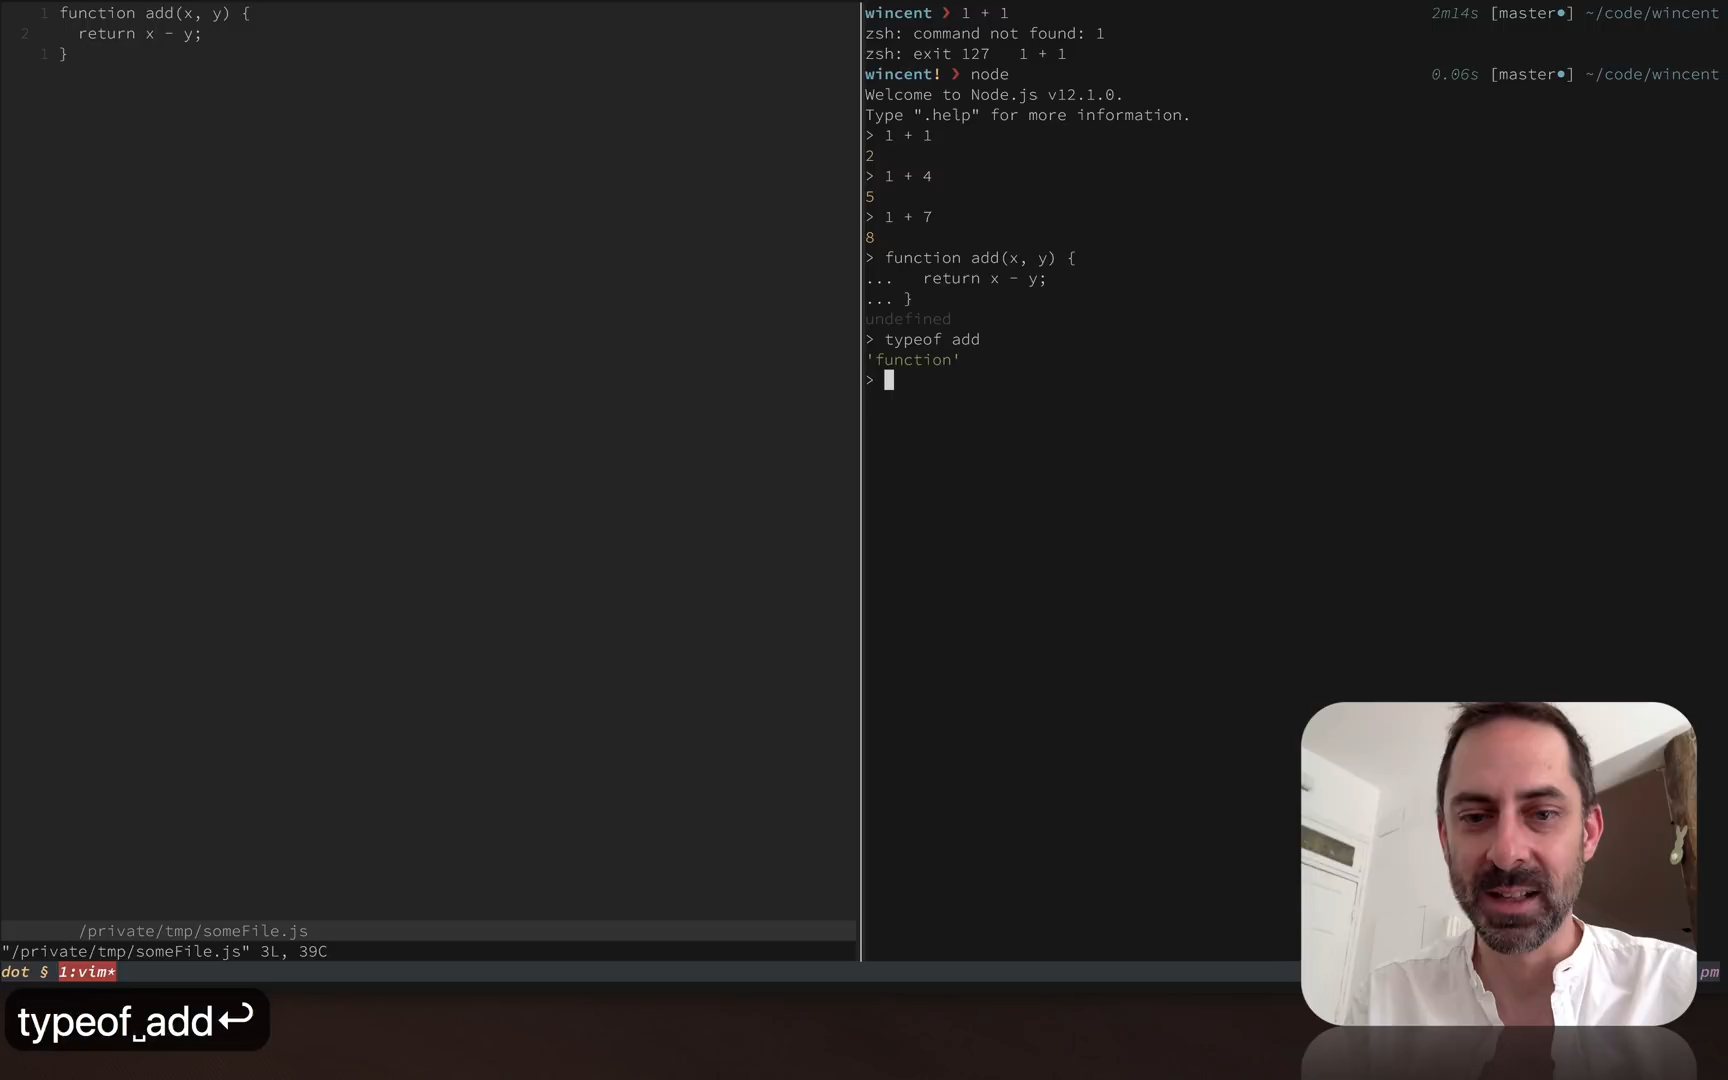 1 function add(x, y) {
2   return x - y;
1 }
/private/tmp/someFile.js
"/private/tmp/someFile.js" 3L, 39C
wincent ❯ 1 + 1 2m14s [master●] ~/code/wincent
zsh: command not found: 1
zsh: exit 127   1 + 1
wincent! ❯ node 0.06s [master●] ~/code/wincent
Welcome to Node.js v12.1.0.
Type ".help" for more information.
> 1 + 1
2
> 1 + 4
5
> 1 + 7
8
> function add(x, y) {
...   return x - y;
... }
undefined
> typeof add
'function'
>
dot § 1:vim* pm
typeof␣add↩